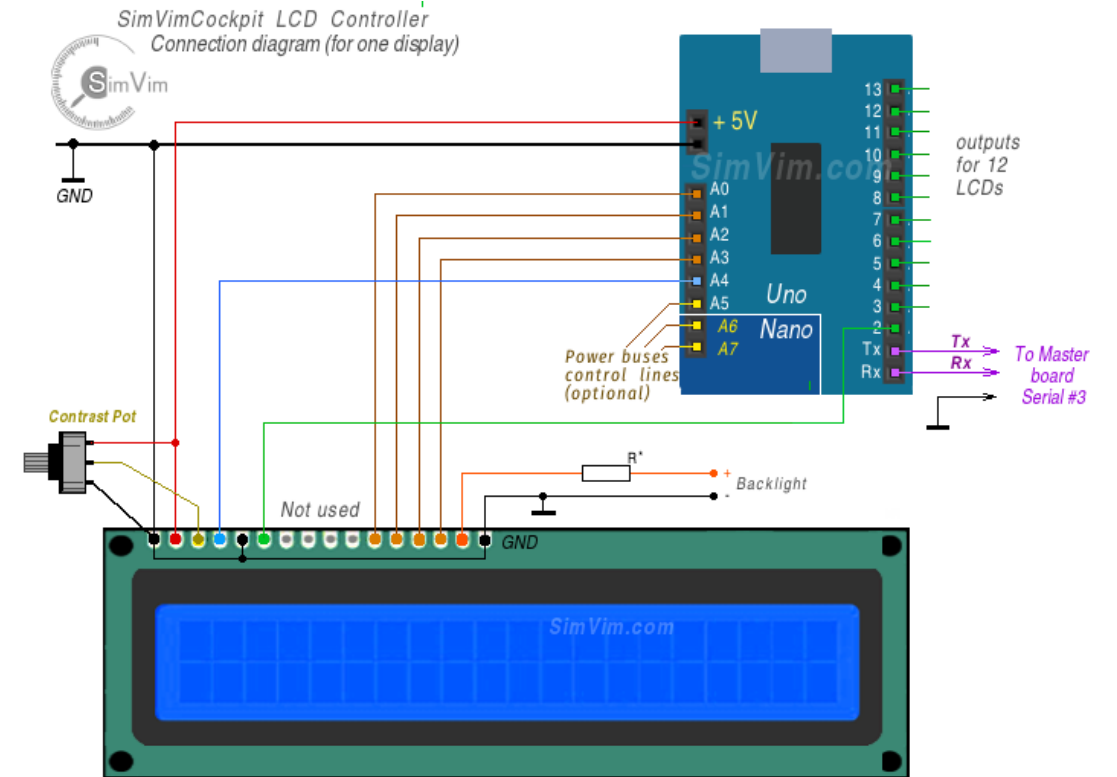 SimVimCockpit LCD Controller
Connection diagram (for one display)
SimVim
+ 5V
GND
SimVim.com
A0
A1
A2
A3
A4
A5
A6
A7
Uno
Nano
13
12
11
10
9
8
7
6
5
4
3
2
Tx
Rx
outputs
for 12
LCDs
Tx
Rx
To Master
board
Serial #3
Power buses
control lines
(optional)
Contrast Pot
R*
+
-
Backlight
Not used
GND
SimVim.com